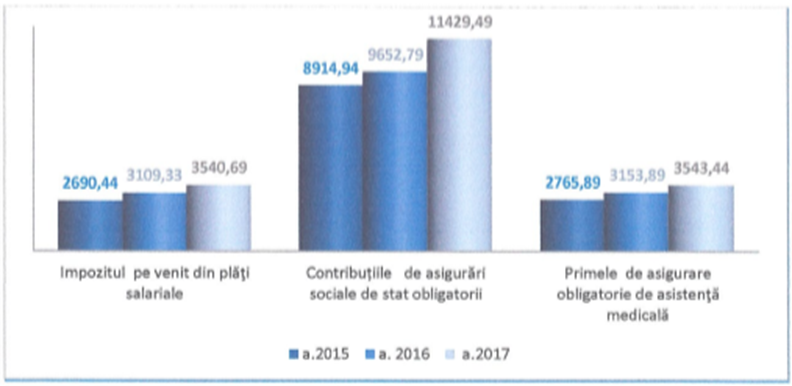 11429,49
8914,94 9652,79
2690,44 3109,33 3540,69
2765,89 3153,89 3543,44
Impozitul pe venit din plăți
salariale
Contribuțiile de asigurări
sociale de stat obligatorii
Primele de asigurare
obligatorie de asistență
medicală
a.2015 a. 2016 a.2017